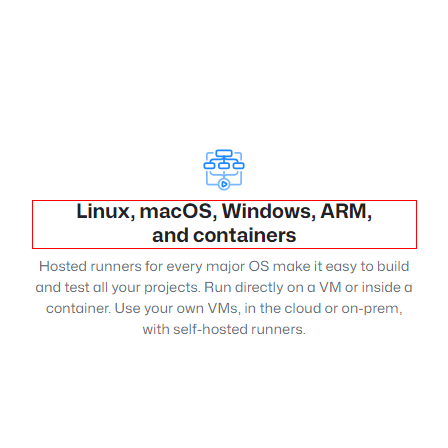 Linux, macOS, Windows, ARM,
and containers
Hosted runners for every major OS make it easy to build
and test all your projects. Run directly on a VM or inside a
container. Use your own VMs, in the cloud or on-prem,
with self-hosted runners.